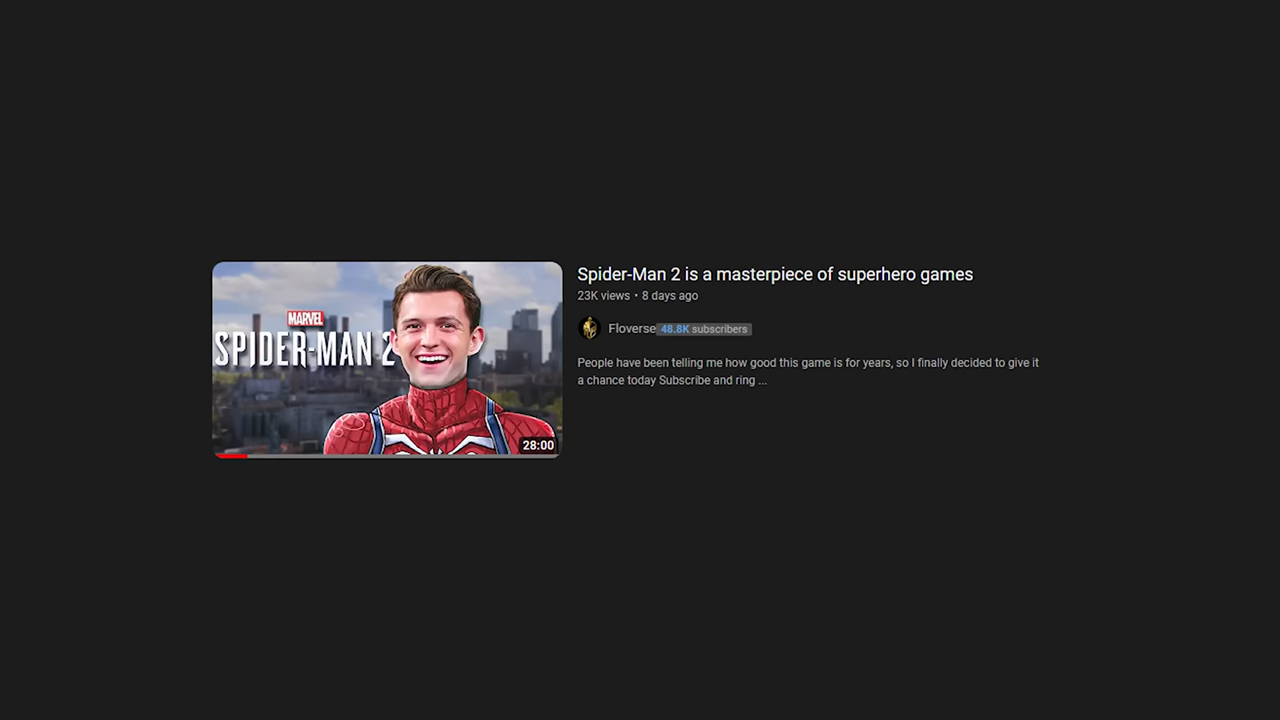 MARVEL
SPIDER-MAN 2
28:00
Spider-Man 2 is a masterpiece of superhero games
23K views • 8 days ago
Floverse 48.8K subscribers
People have been telling me how good this game is for years, so I finally decided to give it
a chance today Subscribe and ring ...